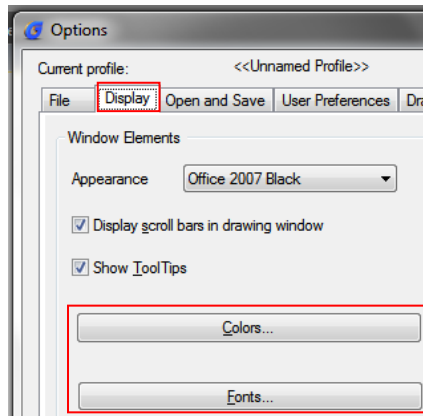 Options
Current profile: <<Unnamed Profile>>
File Display Open and Save User Preferences
Window Elements
Appearance Office 2007 Black
Display scroll bars in drawing window
Show ToolTips
Colors...
Fonts...